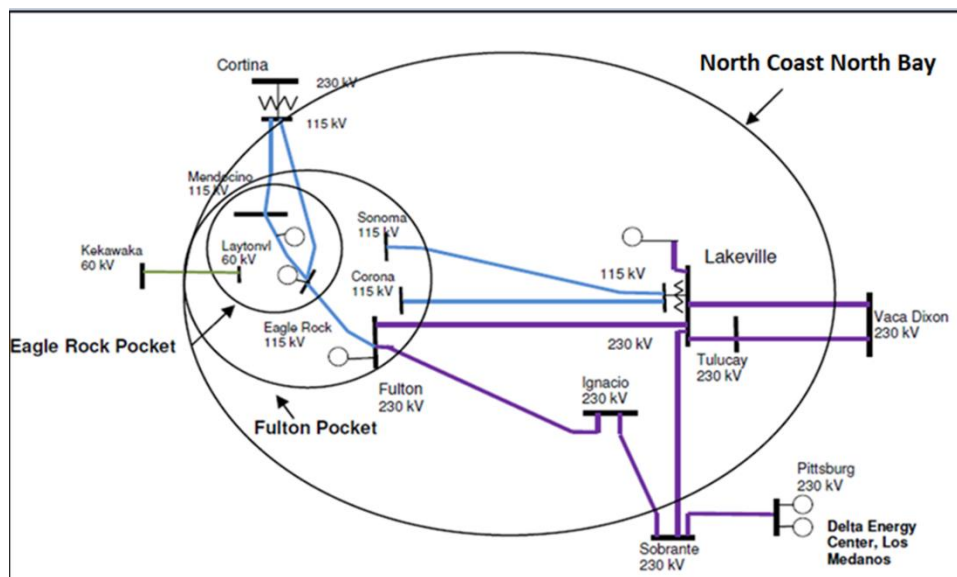 North Coast North Bay
Cortina
230 kV
115 kV
Mendocino
115 kV
Sonoma
115 kV
Laytonvl
60 kV
Kekawaka
60 kV
Corona
115 kV
115 kV
Lakeville
Eagle Rock
115 kV
Eagle Rock Pocket
230 kV
Tulucay
230 kV
Vaca Dixon
230 kV
Fulton
230 kV
Fulton Pocket
Ignacio
230 kV
Pittsburg
230 kV
Delta Energy
Center, Los
Medanos
Sobrante
230 kV